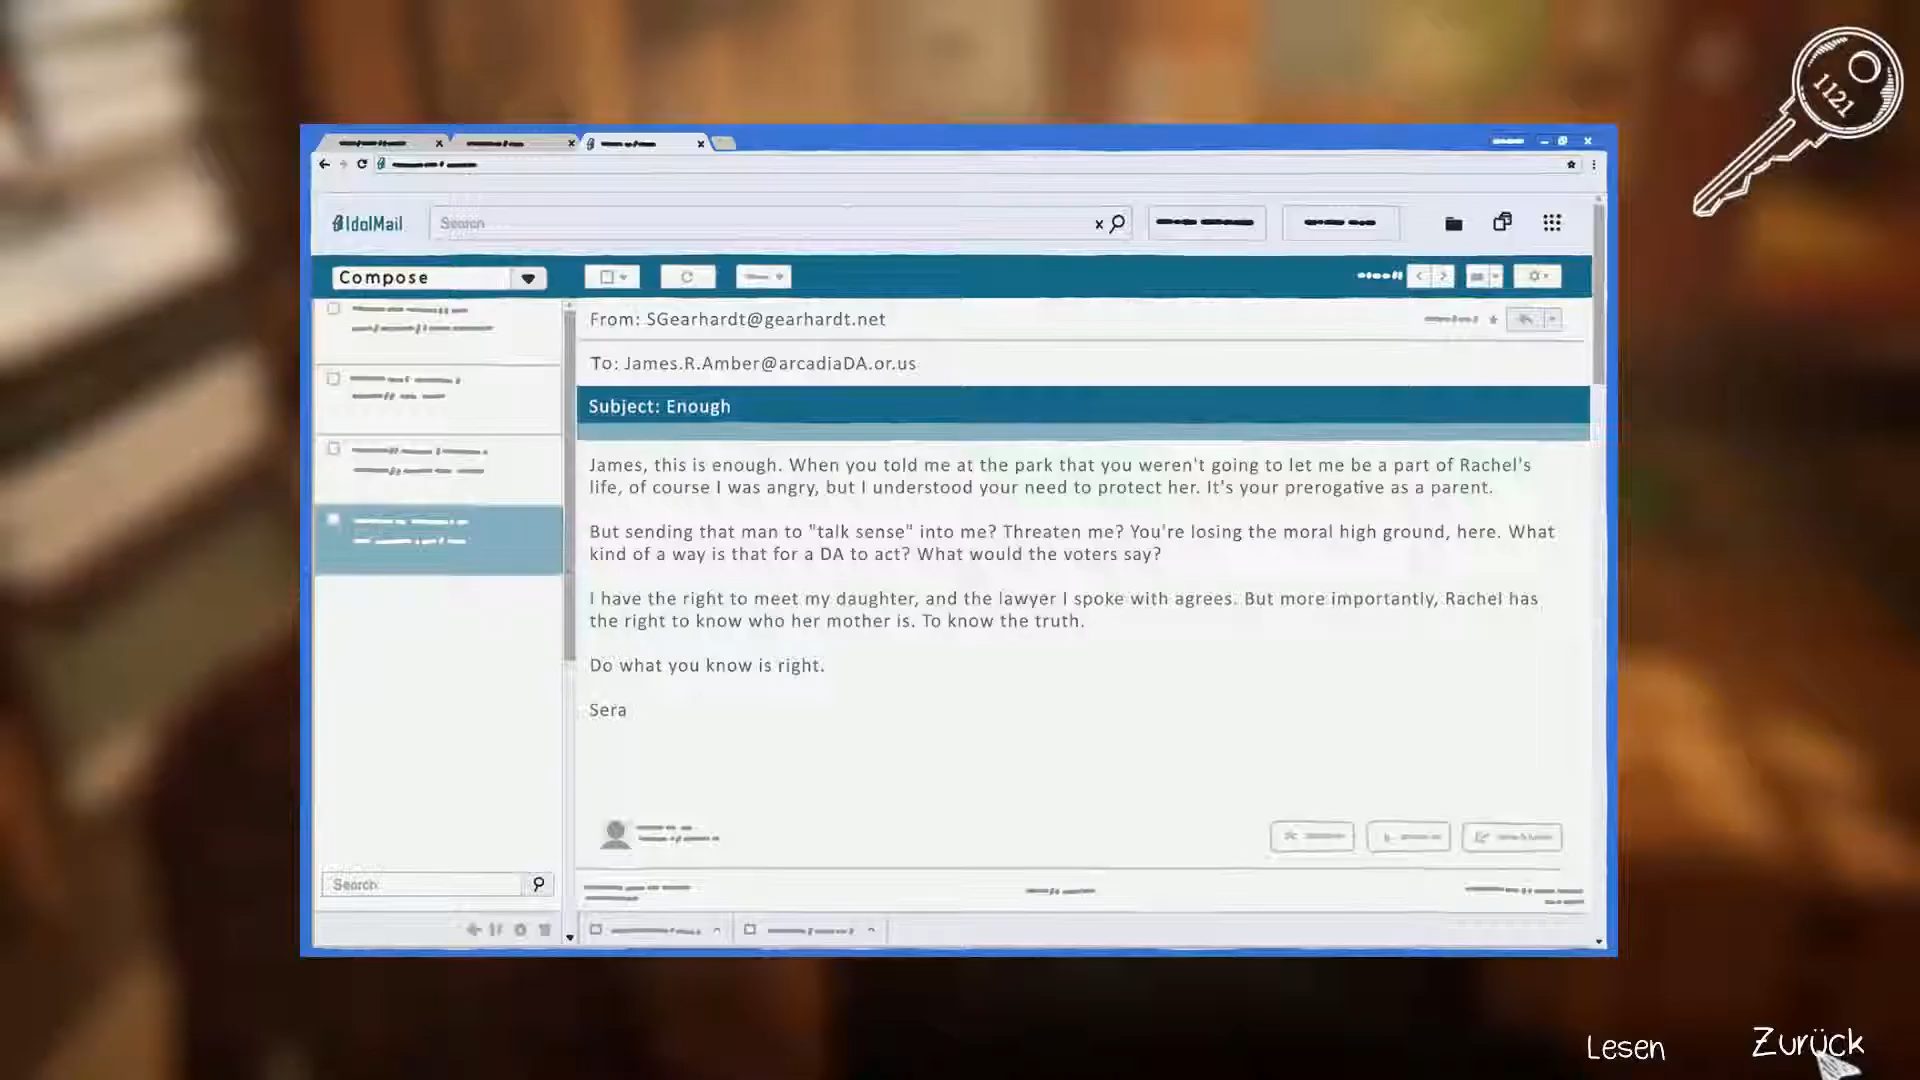 1121
IdolMail
Search
Compose
From: SGearhardt@gearhardt.net
To: James.R.Amber@arcadiaDA.or.us
Subject: Enough
James, this is enough. When you told me at the park that you weren't going to let me be a part of Rachel's
life, of course I was angry, but I understood your need to protect her. It's your prerogative as a parent.
But sending that man to "talk sense" into me? Threaten me? You're losing the moral high ground, here. What
kind of a way is that for a DA to act? What would the voters say?
I have the right to meet my daughter, and the lawyer I spoke with agrees. But more importantly, Rachel has
the right to know who her mother is. To know the truth.
Do what you know is right.
Sera
Search
Lesen
Zurück